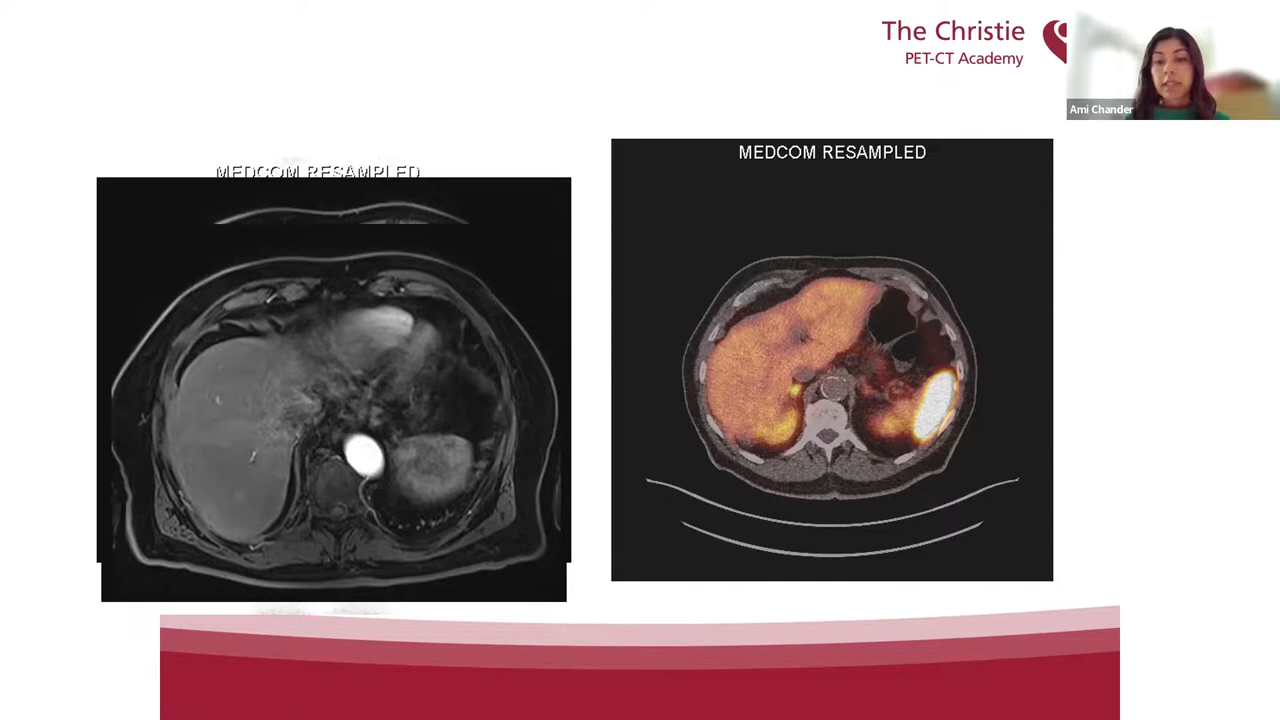 The Christie
PET-CT Academy
Ami Chander
MEDCOM RESAMPLED
MEDCOM RESAMPLED